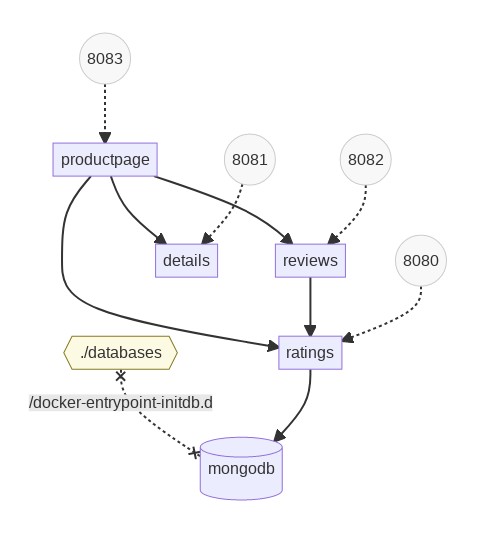 8083
productpage
8081
8082
details
reviews
8080
./databases
ratings
/docker-entrypoint-initdb.d
mongodb